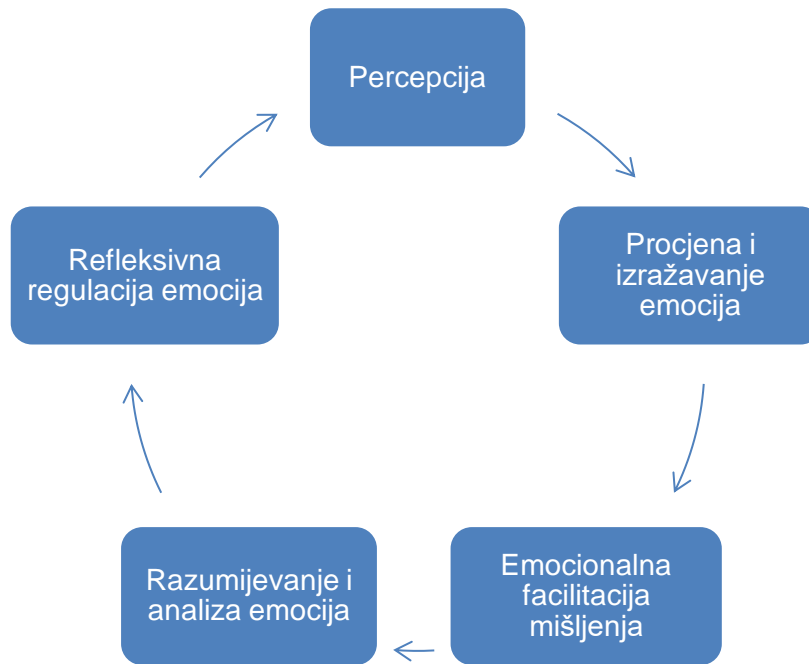 Percepcija
Procjena i
izražavanje
emocija
Emocionalna
facilitacija
mišljenja
Razumijevanje i
analiza emocija
Refleksivna
regulacija emocija